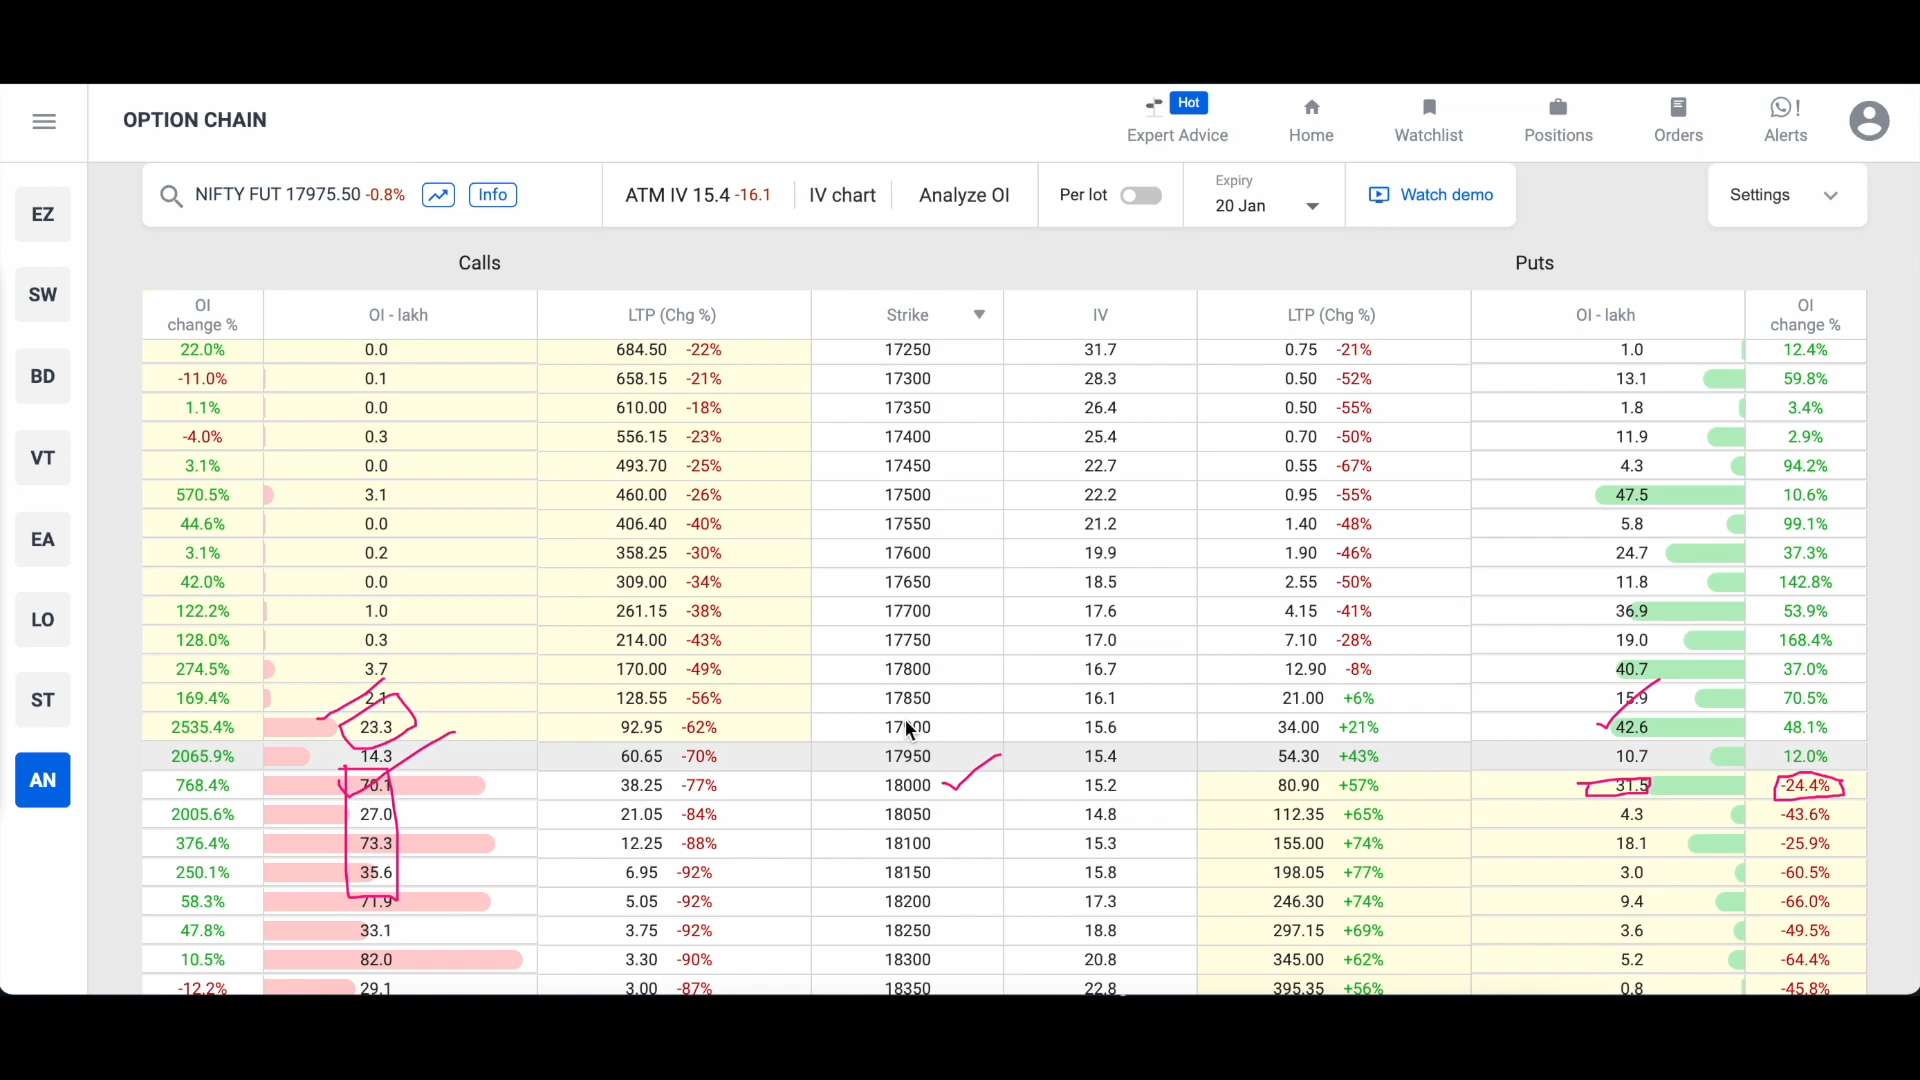 OPTION CHAIN
Hot
Expert Advice Home Watchlist Positions Orders Alerts
NIFTY FUT 17975.50 -0.8% Info ATM IV 15.4 -16.1 IV chart Analyze OI Per lot Expiry 20 Jan Watch demo Settings
EZ
SW
BD
VT
EA
LO
ST
AN
Calls Puts
OI change % OI - lakh LTP (Chg %) Strike IV LTP (Chg %) OI - lakh OI change %
22.0% 0.0 684.50 -22% 17250 31.7 0.75 -21% 1.0 12.4%
-11.0% 0.1 658.15 -21% 17300 28.3 0.50 -52% 13.1 59.8%
1.1% 0.0 610.00 -18% 17350 26.4 0.50 -55% 1.8 3.4%
-4.0% 0.3 556.15 -23% 17400 25.4 0.70 -50% 11.9 2.9%
3.1% 0.0 493.70 -25% 17450 22.7 0.55 -67% 4.3 94.2%
570.5% 3.1 460.00 -26% 17500 22.2 0.95 -55% 47.5 10.6%
44.6% 0.0 406.40 -40% 17550 21.2 1.40 -48% 5.8 99.1%
3.1% 0.2 358.25 -30% 17600 19.9 1.90 -46% 24.7 37.3%
42.0% 0.0 309.00 -34% 17650 18.5 2.55 -50% 11.8 142.8%
122.2% 1.0 261.15 -38% 17700 17.6 4.15 -41% 36.9 53.9%
128.0% 0.3 214.00 -43% 17750 17.0 7.10 -28% 19.0 168.4%
274.5% 3.7 170.00 -49% 17800 16.7 12.90 -8% 40.7 37.0%
169.4% 2.1 128.55 -56% 17850 16.1 21.00 +6% 15.9 70.5%
2535.4% 23.3 92.95 -62% 15.6 34.00 +21% 42.6 48.1%
2065.9% 14.3 60.65 -70% 17950 15.4 54.30 +43% 10.7 12.0%
768.4% 70.1 38.25 -77% 18000 15.2 80.90 +57% 31.5 -24.4%
2005.6% 27.0 21.05 -84% 18050 14.8 112.35 +65% 4.3 -43.6%
376.4% 73.3 12.25 -88% 18100 15.3 155.00 +74% 18.1 -25.9%
250.1% 35.6 6.95 -92% 18150 15.8 198.05 +77% 3.0 -60.5%
58.3% 71.9 5.05 -92% 18200 17.3 246.30 +74% 9.4 -66.0%
47.8% 33.1 3.75 -92% 18250 18.8 297.15 +69% 3.6 -49.5%
10.5% 82.0 3.30 -90% 18300 20.8 345.00 +62% 5.2 -64.4%
-12.2% 29.1 3.00 -87% 18350 22.8 395.35 +56% 0.8 -45.8%